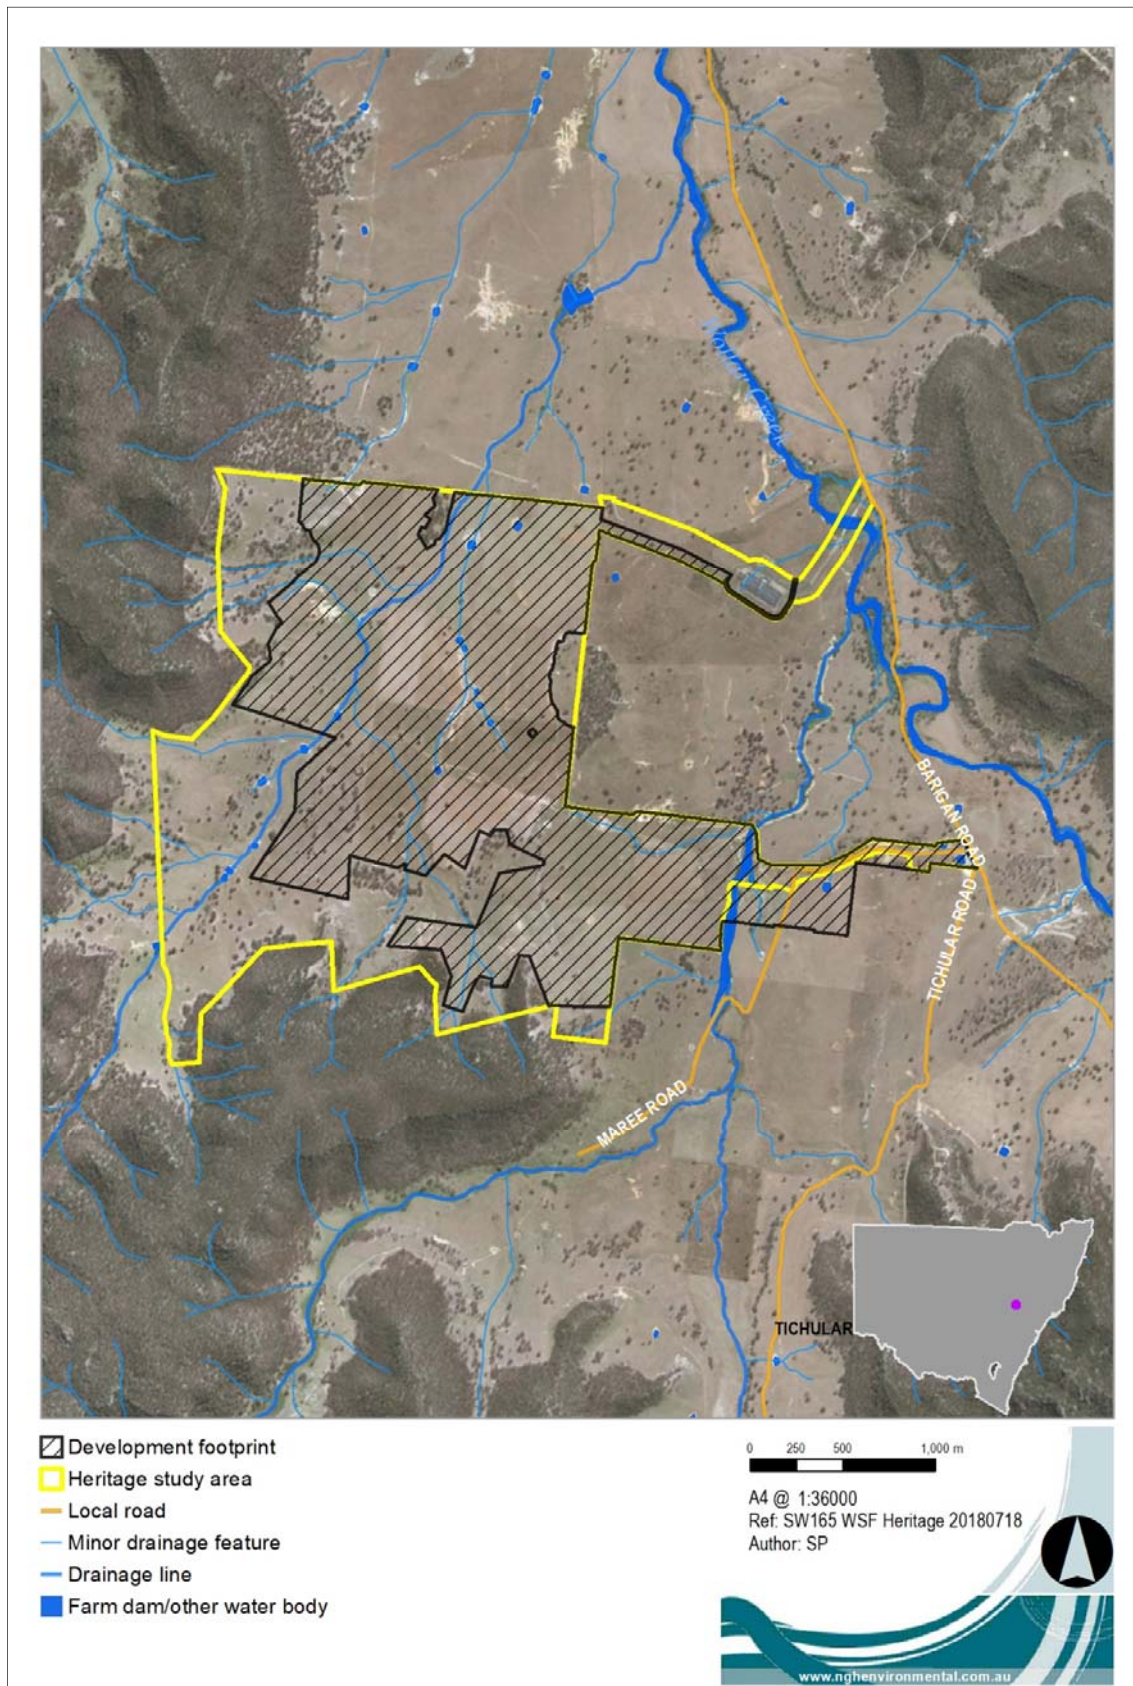 Wollar Creek
BARIGAN ROAD
TICHULAR ROAD
MAREE ROAD
TICHULAR
Development footprint
Heritage study area
Local road
Minor drainage feature
Drainage line
Farm dam/other water body
0 250 500 1,000 m
A4 @ 1:36000
Ref: SW165 WSF Heritage 20180718
Author: SP
www.nghenvironmental.com.au